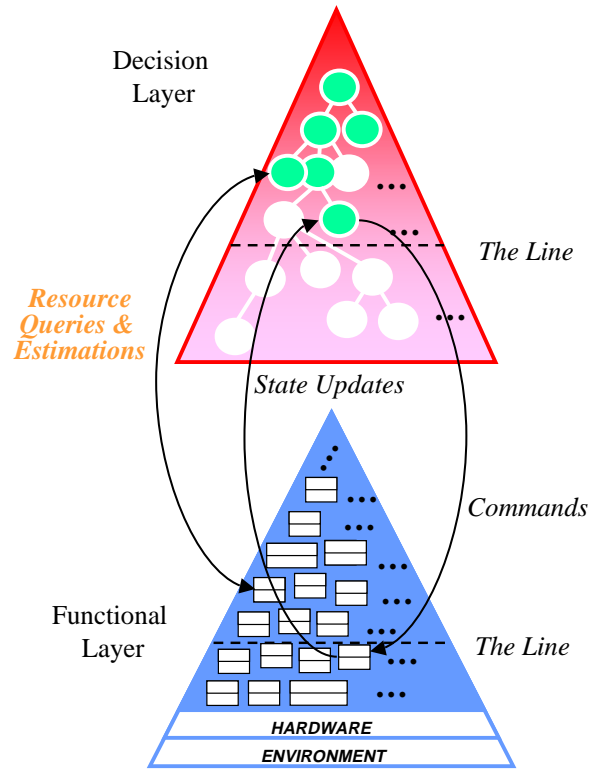 Decision
Layer
The Line
Resource
Queries &
Estimations
State Updates
Commands
Functional
Layer
The Line
HARDWARE
ENVIRONMENT